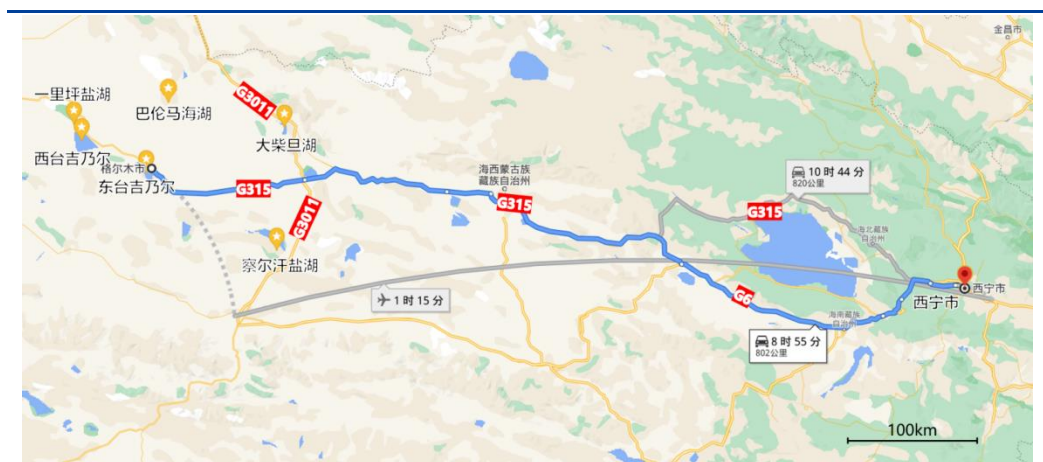 金昌市
一里坪盐湖
巴伦马海湖
G3011
大柴旦湖
西台吉乃尔
格尔木市
东台吉乃尔
G315
海西蒙古族
藏族自治州
G315
10 时 44 分
820公里
G315
海北藏族
自治州
G3011
察尔汗盐湖
1 时 15 分
G6
西宁市
西宁市
海南藏族
自治州
8 时 55 分
802公里
100km